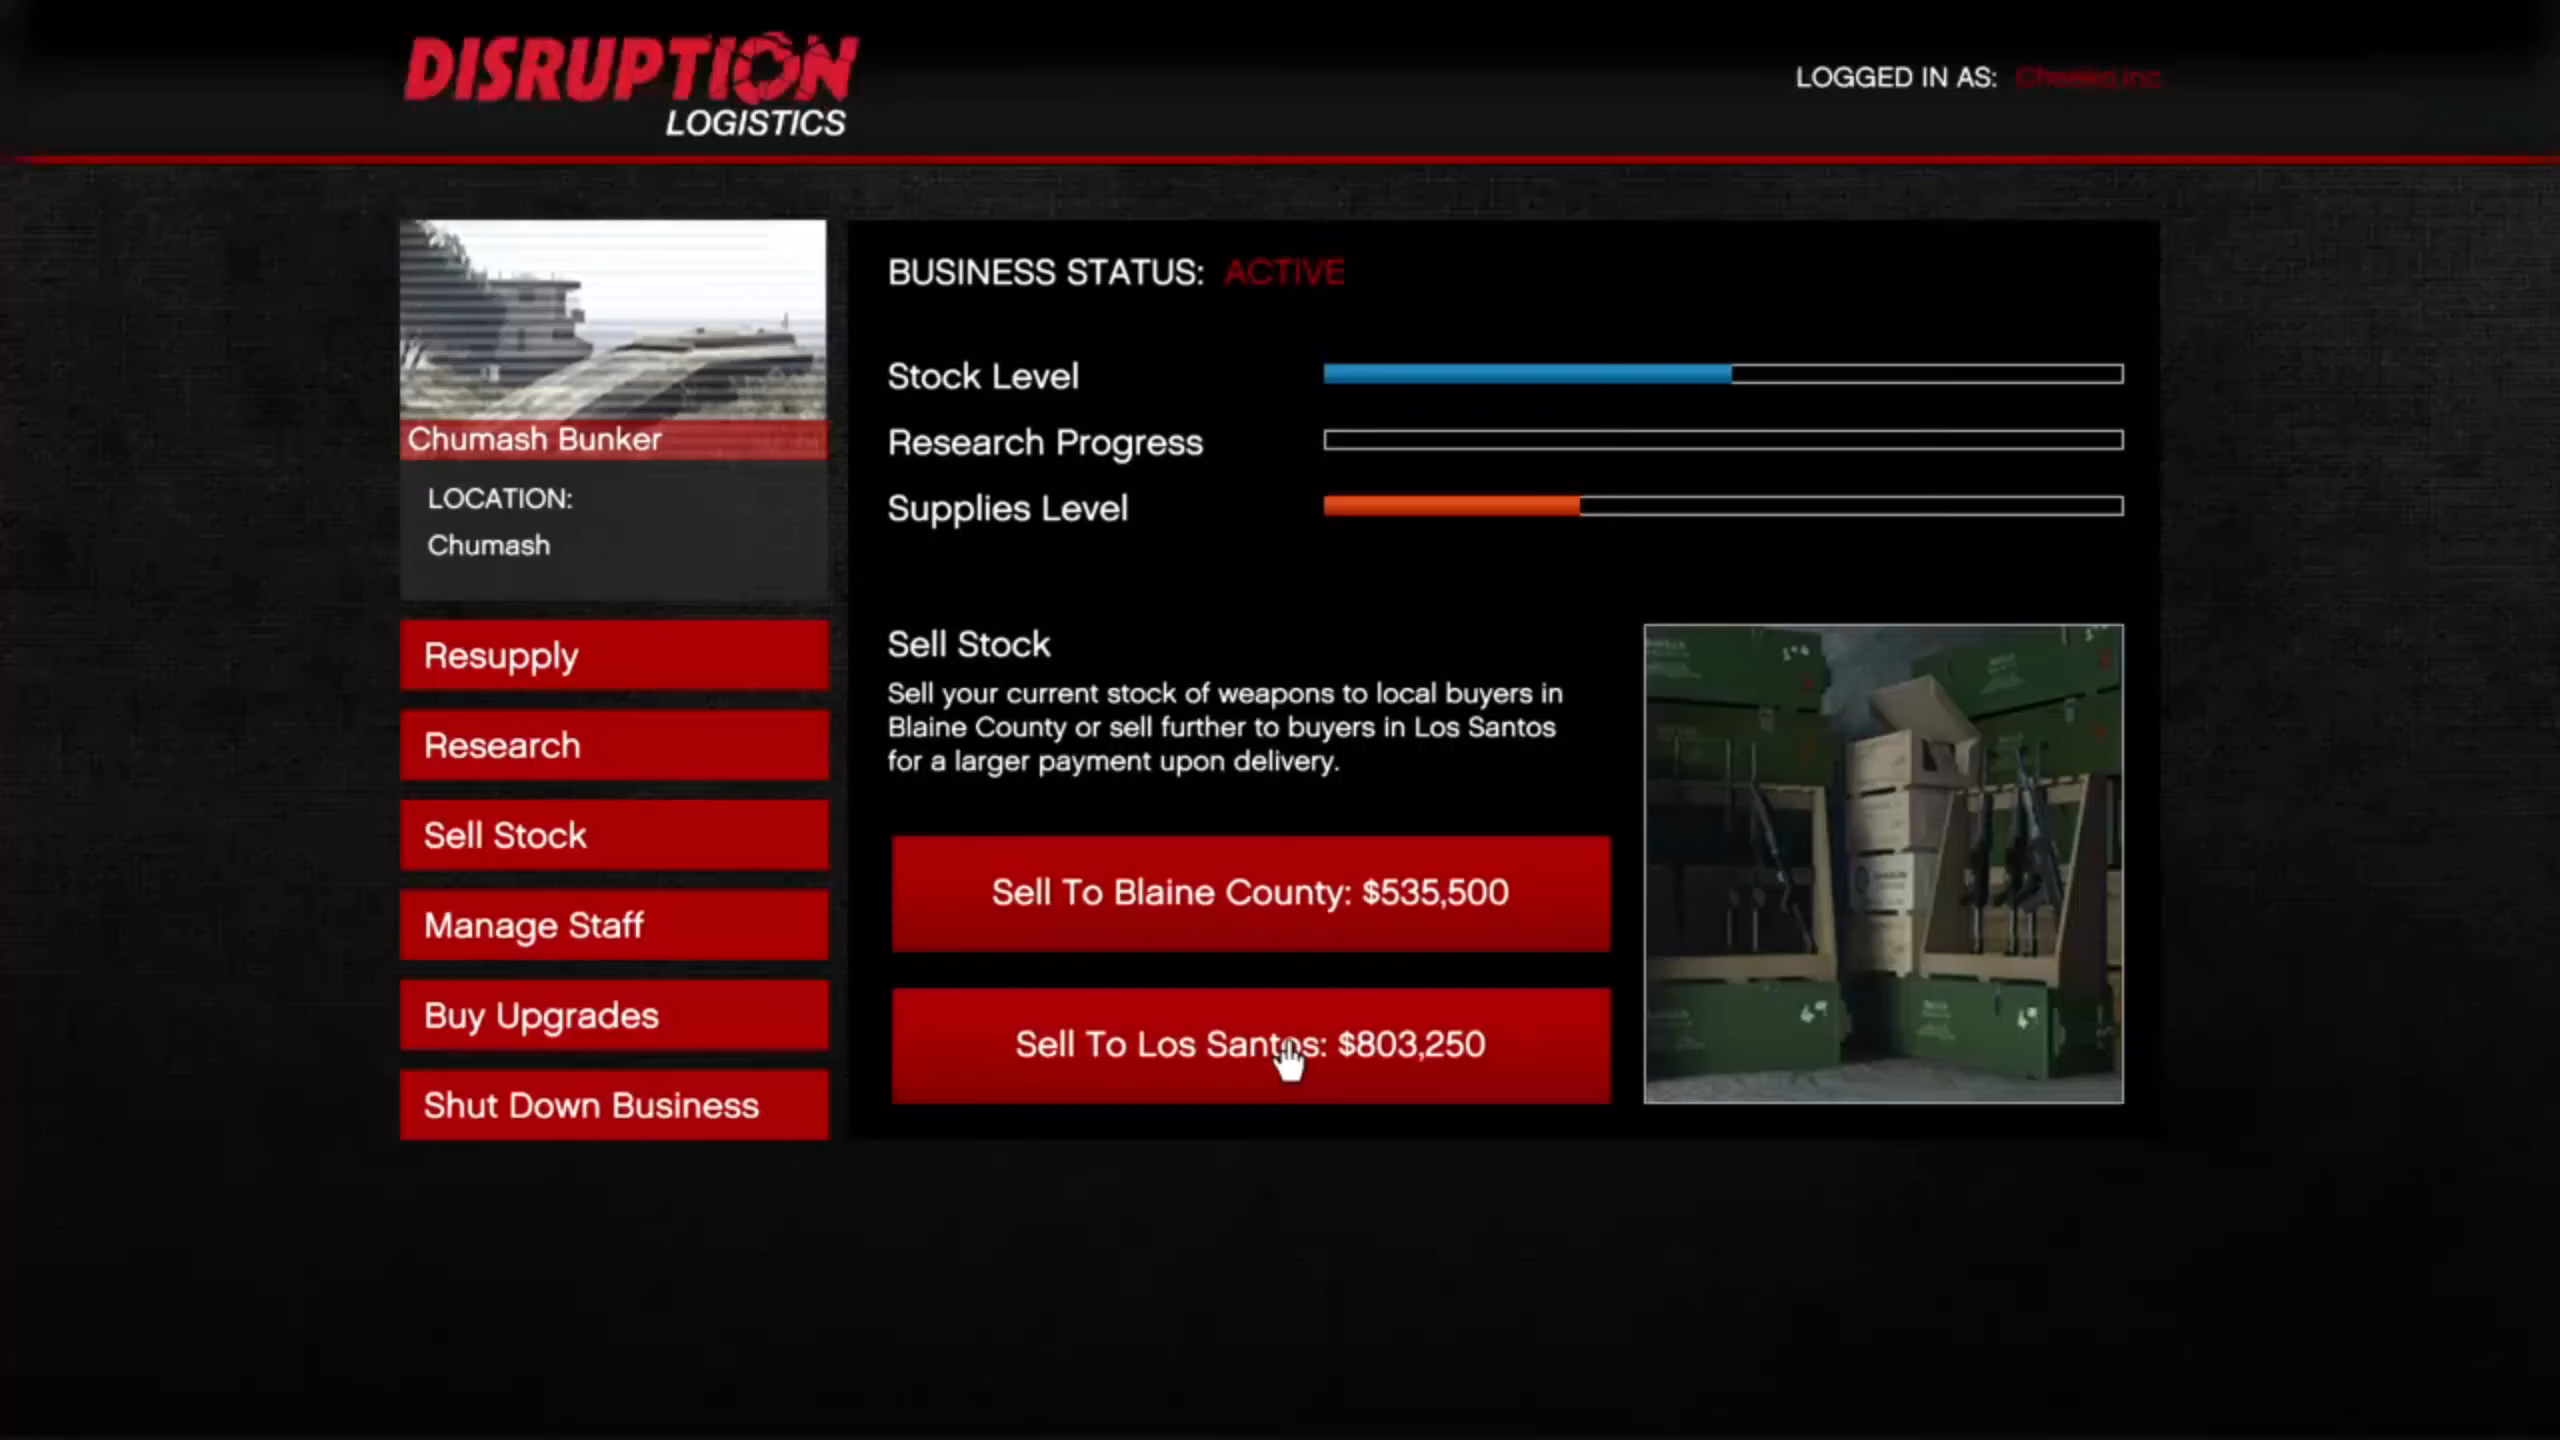 DISRUPTION
LOGISTICS
LOGGED IN AS:
Chumash Bunker
LOCATION:
Chumash
Resupply
Research
Sell Stock
Manage Staff
Buy Upgrades
Shut Down Business
BUSINESS STATUS: ACTIVE
Stock Level
Research Progress
Supplies Level
Sell Stock
Sell your current stock of weapons to local buyers in
Blaine County or sell further to buyers in Los Santos
for a larger payment upon delivery.
Sell To Blaine County: $535,500
Sell To Los Santos: $803,250